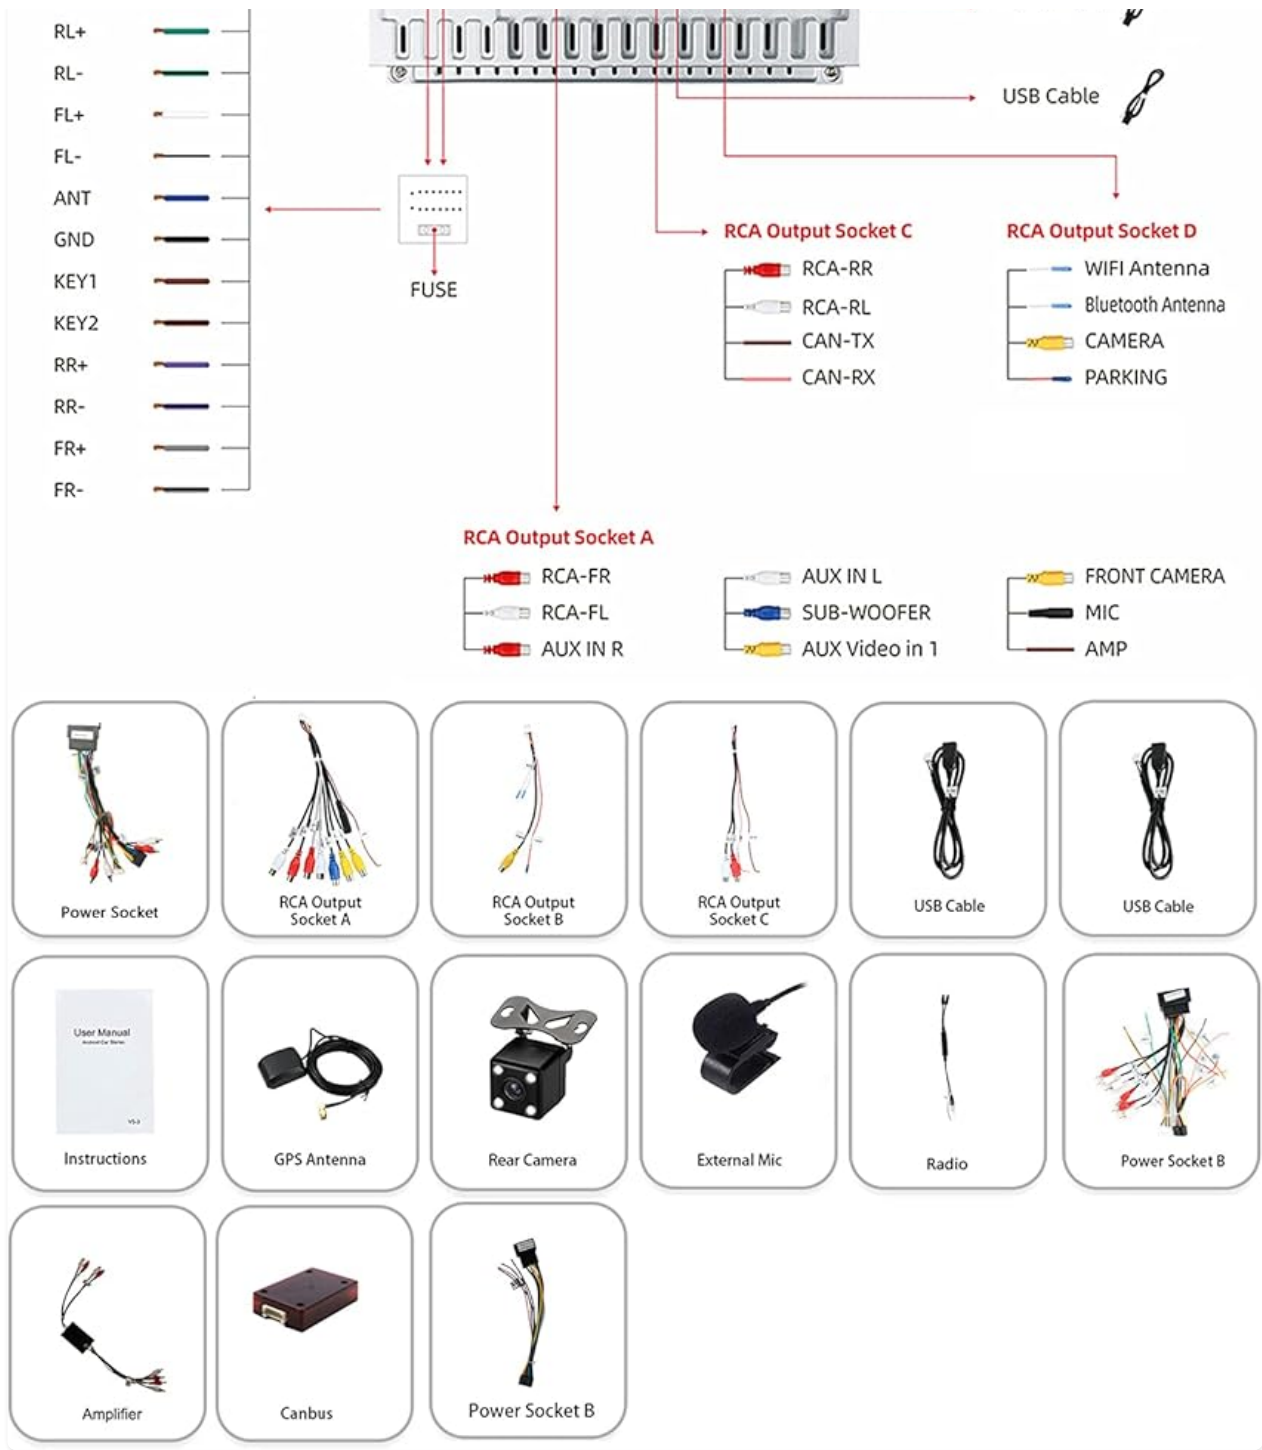 RL+
RL-
FL+
FL-
ANT
GND
KEY1
KEY2
RR+
RR-
FR+
FR-
FUSE
USB Cable
RCA Output Socket C
RCA-RR
RCA-RL
CAN-TX
CAN-RX
RCA Output Socket D
WIFI Antenna
Bluetooth Antenna
CAMERA
PARKING
RCA Output Socket A
RCA-FR
RCA-FL
AUX IN R
AUX IN L
SUB-WOOFER
AUX Video in 1
FRONT CAMERA
MIC
AMP
Power Socket
RCA Output
Socket A
RCA Output
Socket B
RCA Output
Socket C
USB Cable
USB Cable
User Manual
Android Car Stereo
Instructions
GPS Antenna
Rear Camera
External Mic
Radio
Power Socket B
Amplifier
Canbus
Power Socket B